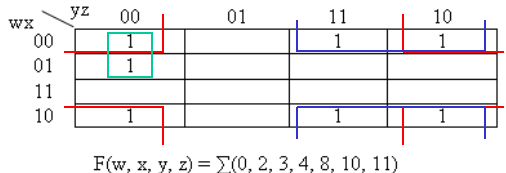 yz
wx 00 01 11 10
00 1 1 1
01 1
11
10 1 1 1
F(w, x, y, z) = ∑(0, 2, 3, 4, 8, 10, 11)